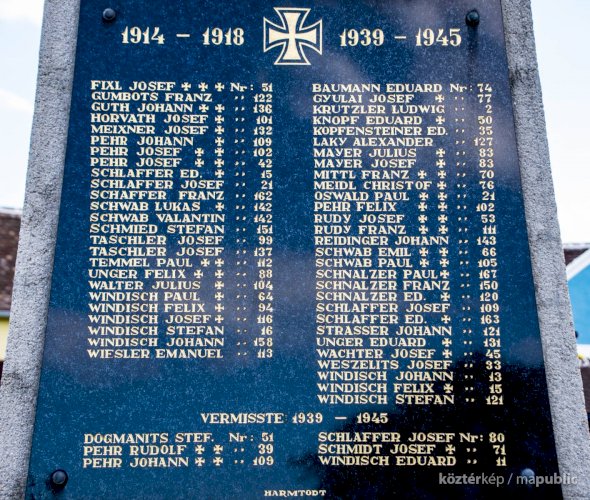 1914 – 1918 1939 – 1945
FIXL JOSEF ✠ ✠ ✠ Nr: 51
GUMBOTS FRANZ " 122
GUTH JOHANN ✠ " 136
HORVATH JOSEF ✠ " 101
MEIXNER JOSEF ✠ " 132
PEHR JOHANN ✠ " 109
PEHR JOSEF ✠ ✠ " 102
PEHR JOSEF ✠ ✠ " 42
SCHLAFFER ED. ✠ " 15
SCHLAFFER JOSEF " 21
SCHAFFER FRANZ " 162
SCHWAB LUKAS ✠ " 142
SCHWAB VALANTIN " 142
SCHMIED STEFAN " 151
TASCHLER JOSEF " 99
TASCHLER JOSEF " 137
TEMMEL PAUL ✠ " 112
UNGER FELIX ✠ ✠ " 88
WALTER JULIUS ✠ " 104
WINDISCH PAUL ✠ " 64
WINDISCH FELIX ✠ " 94
WINDISCH JOSEF ✠ " 116
WINDISCH STEFAN " 16
WINDISCH JOHANN " 158
WIESLER EMANUEL " 113
BAUMANN EDUARD Nr: 74
GYULAI JOSEF ✠ " 77
KRUTZLER LUDWIG " 2
KNOPF EDUARD ✠ " 50
KOPFENSTEINER ED. " 35
LAKY ALEXANDER " 127
MAYER JULIUS ✠ " 83
MAYER JOSEF ✠ " 83
MITTL FRANZ ✠ ✠ " 70
MEIDL CHRISTOF ✠ " 76
OSWALD PAUL ✠ ✠ " 21
PEHR FELIX ✠ ✠ " 102
RUDY JOSEF ✠ ✠ " 53
RUDY FRANZ ✠ ✠ " 111
REIDINGER JOHANN " 143
SCHWAB EMIL ✠ ✠ " 66
SCHWAB PAUL ✠ ✠ " 105
SCHNALZER PAUL ✠ " 167
SCHNALZER FRANZ " 150
SCHNALZER ED. ✠ " 120
SCHLAFFER JOSEF " 109
SCHLAFFER ED. ✠ " 163
STRASSER JOHANN " 121
UNGER EDUARD ✠ " 131
WACHTER JOSEF ✠ " 45
WESZELITS JOSEF " 33
WINDISCH JOHANN " 13
WINDISCH FELIX ✠ " 15
WINDISCH STEFAN " 121
VERMISSTE 1939 – 1945
DOGMANITS STEF. Nr: 51
PEHR RUDOLF ✠ ✠ " 39
PEHR JOHANN ✠ ✠ " 109
SCHLAFFER JOSEF Nr: 80
SCHMIDT JOSEF ✠ " 71
WINDISCH EDUARD " 11
HARMTODT
köztérkép / mapublic